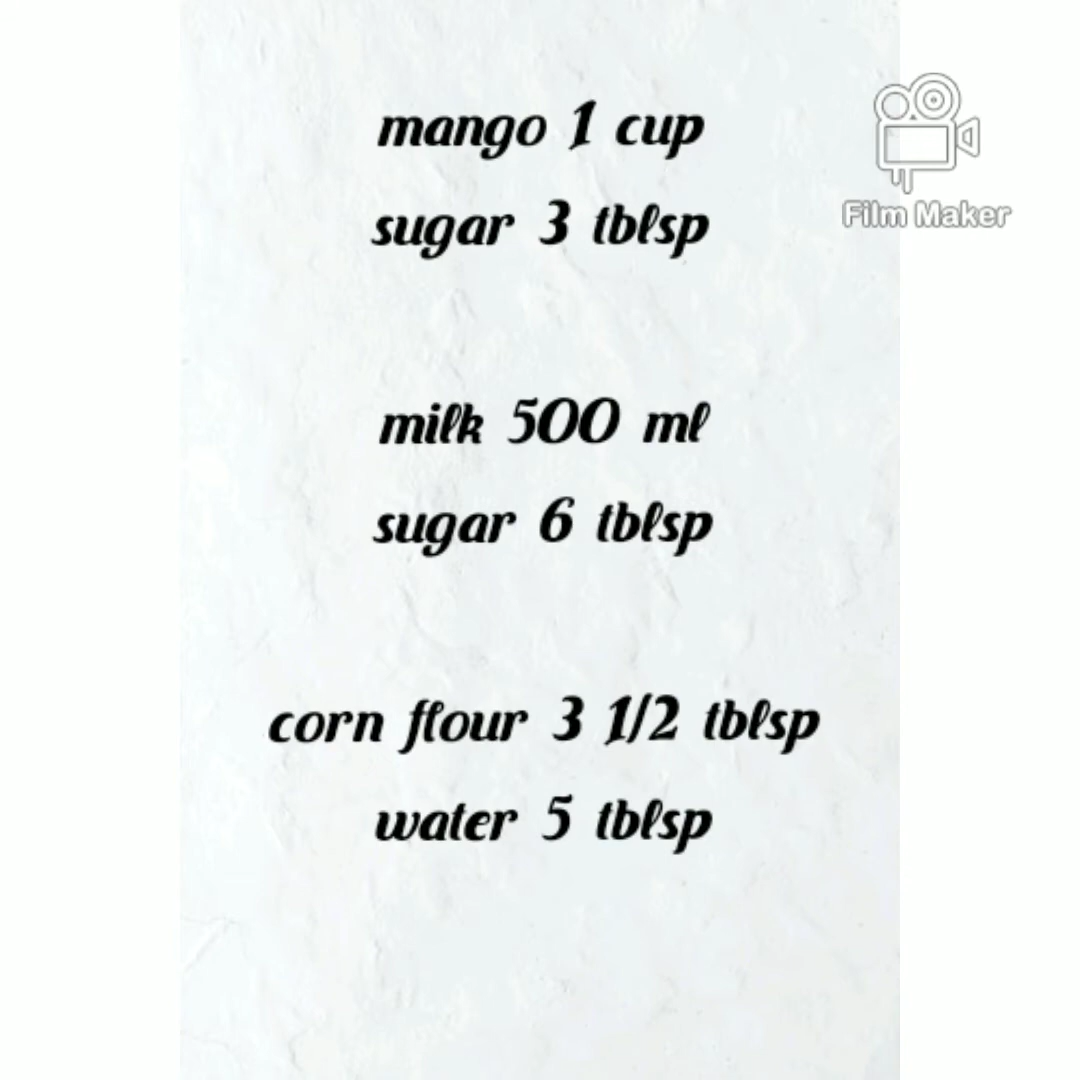 mango 1 cup
Film Maker
sugar 3 tblsp
milk 500 ml
sugar 6 tblsp
corn flour 3 1/2 tblsp
water 5 tblsp